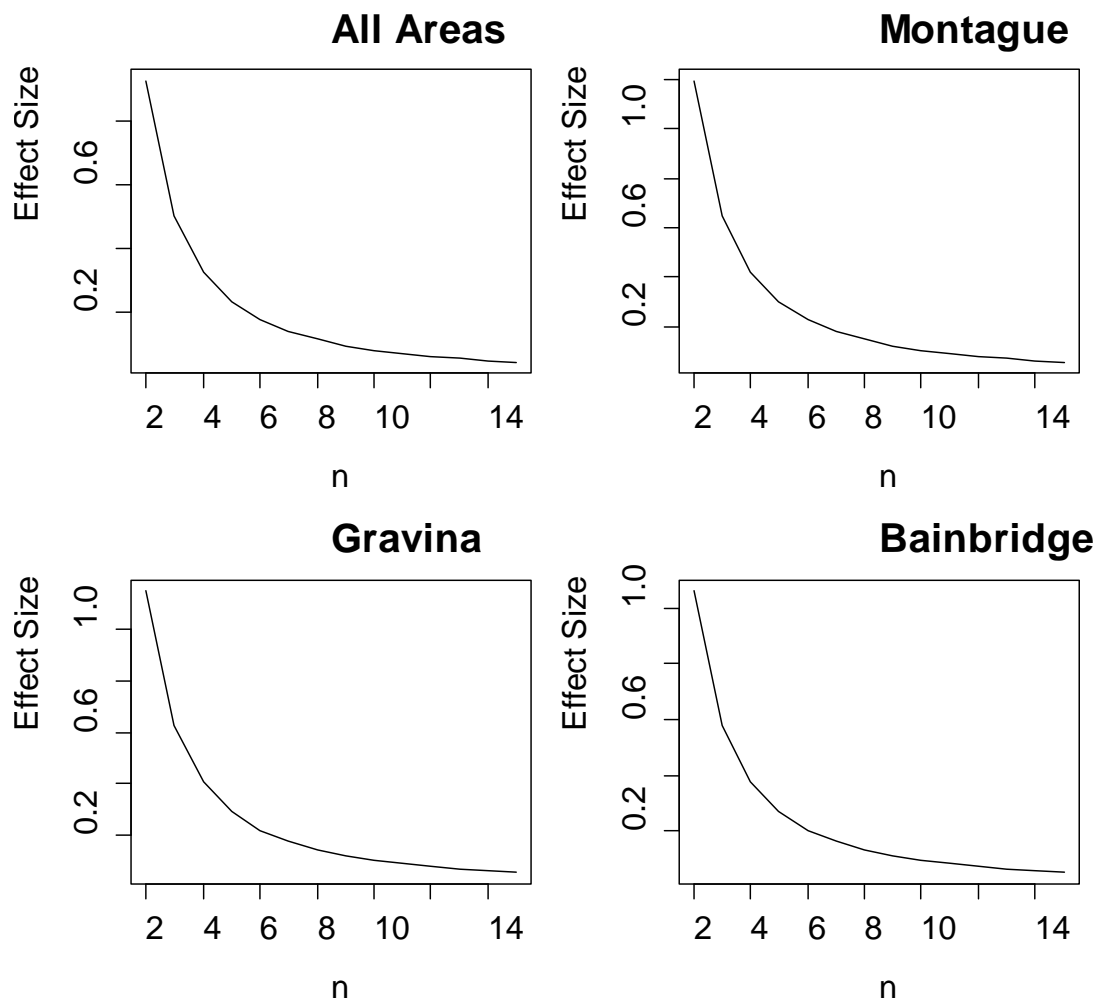 All Areas
Effect Size
0.2 0.6
2 4 6 8 10 14
n
Montague
Effect Size
0.2 0.6 1.0
2 4 6 8 10 14
n
Gravina
Effect Size
0.2 0.6 1.0
2 4 6 8 10 14
n
Bainbridge
Effect Size
0.2 0.6 1.0
2 4 6 8 10 14
n